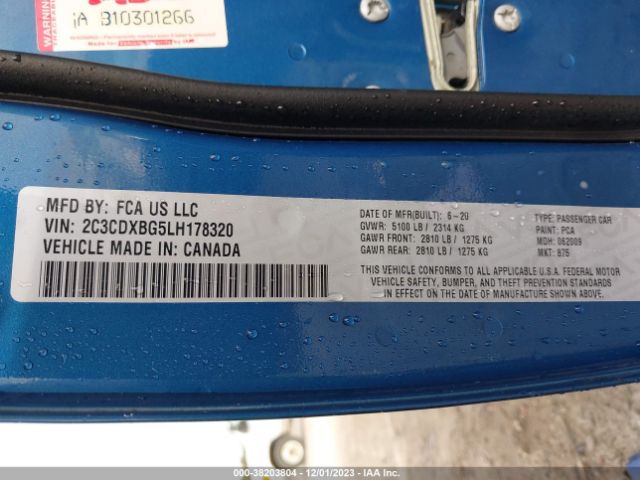 iA B10301266
MFD BY: FCA US LLC
VIN: 2C3CDXBG5LH178320
VEHICLE MADE IN: CANADA
DATE OF MFR(BUILT): 6-20
GVWR: 5100 LB / 2314 KG
GAWR FRONT: 2810 LB / 1275 KG
GAWR REAR: 2810 LB / 1275 KG
TYPE: PASSENGER CAR
PAINT: PCA
MDH: 062009
MKT: B75
THIS VEHICLE CONFORMS TO ALL APPLICABLE U.S.A. FEDERAL MOTOR
VEHICLE SAFETY, BUMPER, AND THEFT PREVENTION STANDARDS
IN EFFECT ON THE DATE OF MANUFACTURE SHOWN ABOVE.
000-38203804 - 12/01/2023 - IAA Inc.